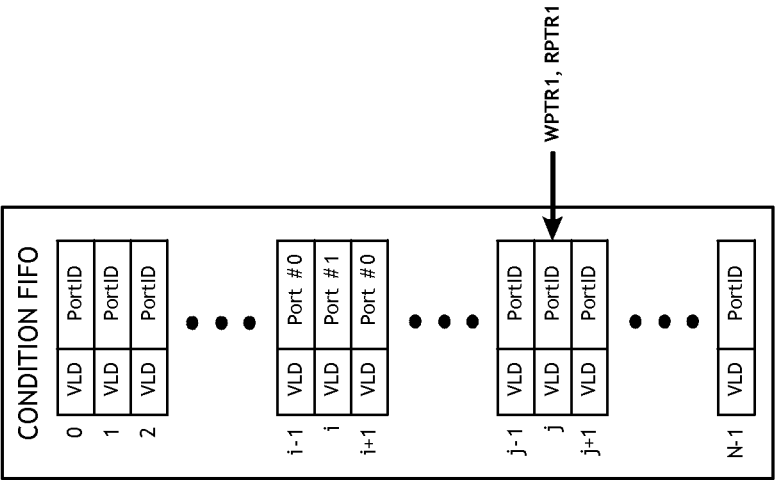 CONDITION FIFO
0 VLD PortID
1 VLD PortID
2 VLD PortID
i-1 VLD Port #0
i VLD Port #1
i+1 VLD Port #0
j-1 VLD PortID
j VLD PortID
j+1 VLD PortID
N-1 VLD PortID
WPTR1, RPTR1